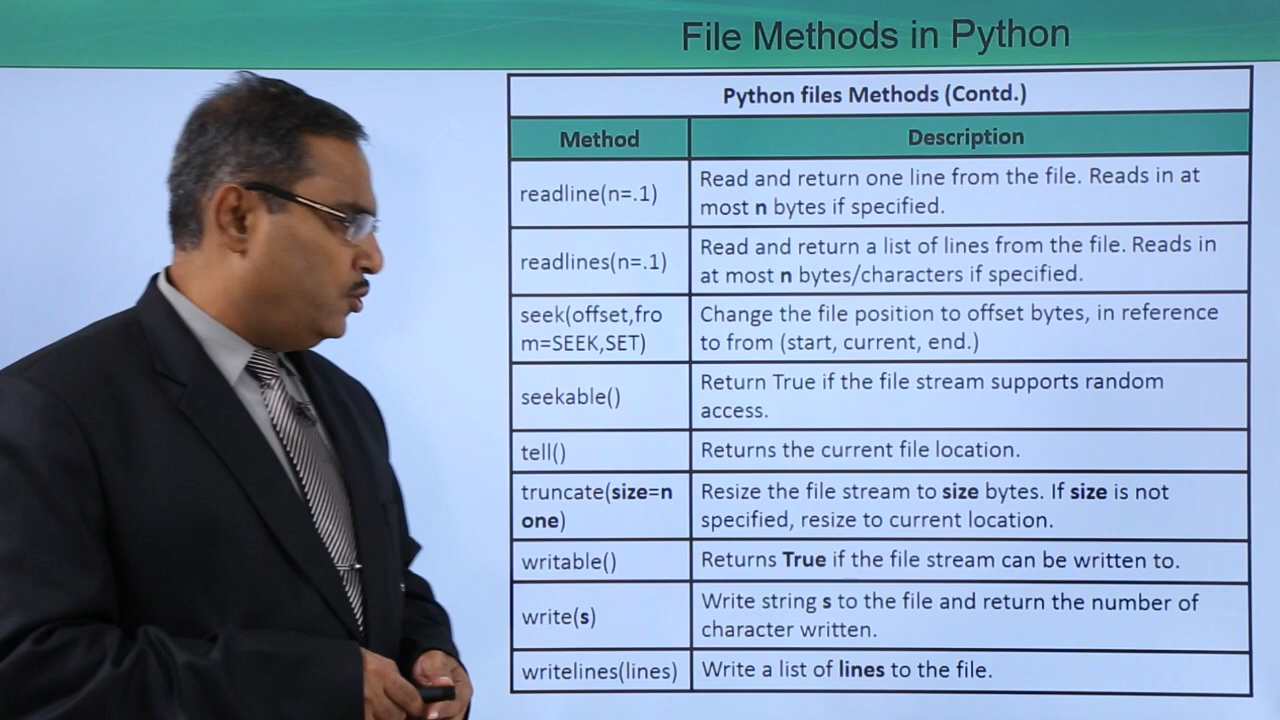 File Methods in Python
Python files Methods (Contd.)
Method
Description
readline(n=.1)
Read and return one line from the file. Reads in at
most n bytes if specified.
readlines(n=.1)
Read and return a list of lines from the file. Reads in
at most n bytes/characters if specified.
seek(offset,fro
m=SEEK,SET)
Change the file position to offset bytes, in reference
to from (start, current, end.)
seekable()
Return True if the file stream supports random
access.
tell()
Returns the current file location.
truncate(size=n
one)
Resize the file stream to size bytes. If size is not
specified, resize to current location.
writable()
Returns True if the file stream can be written to.
write(s)
Write string s to the file and return the number of
character written.
writelines(lines)
Write a list of lines to the file.